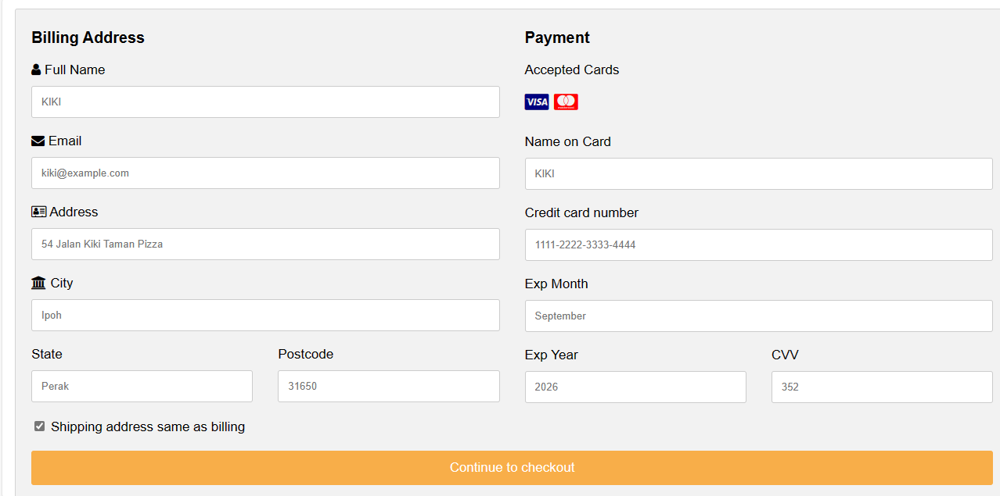 Billing Address
Full Name
KIKI
Email
kiki@example.com
Address
54 Jalan Kiki Taman Pizza
City
Ipoh
State Postcode
Perak 31650
Shipping address same as billing
Payment
Accepted Cards
VISA
Name on Card
KIKI
Credit card number
1111-2222-3333-4444
Exp Month
September
Exp Year CVV
2026 352
Continue to checkout